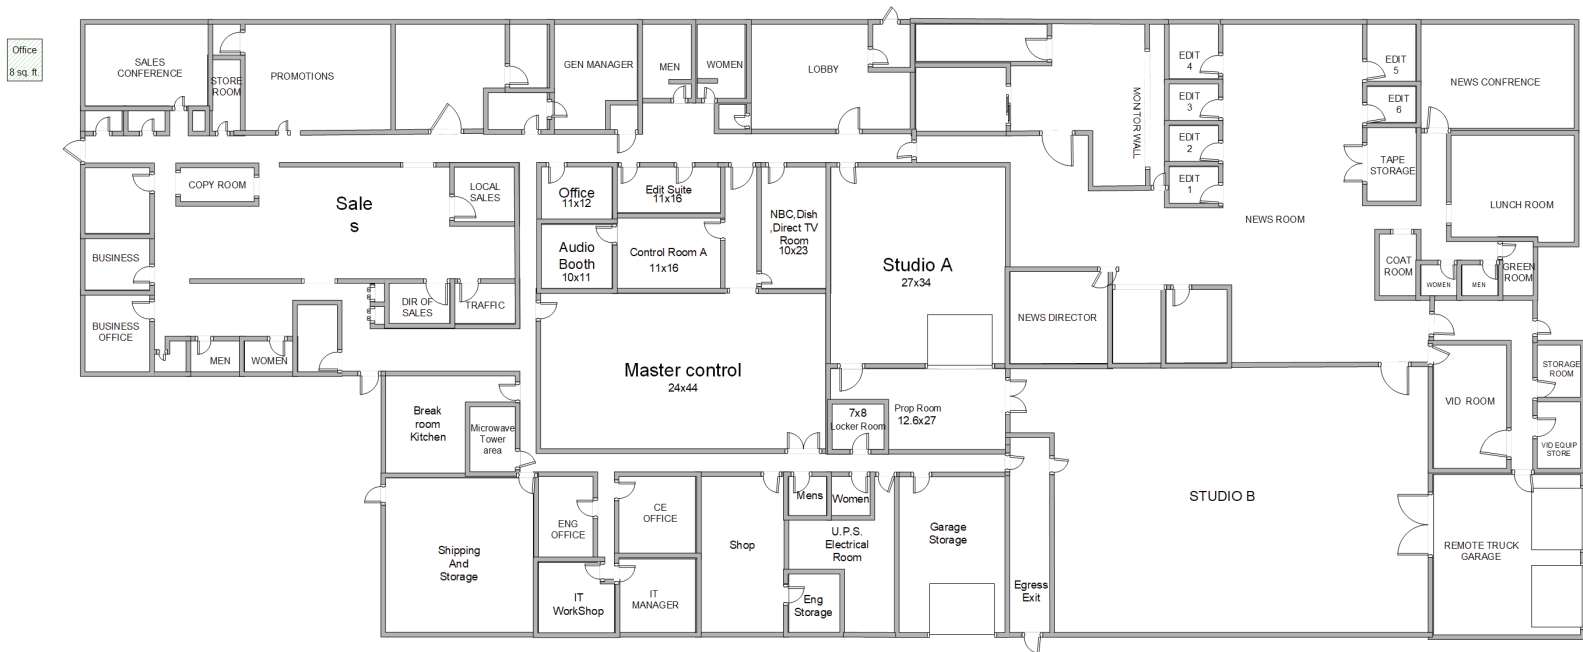 Office
8 sq. ft.
SALES
CONFERENCE
STORE
ROOM
PROMOTIONS
GEN MANAGER
MEN
WOMEN
LOBBY
MONITOR WALL
EDIT
4
EDIT
3
EDIT
2
EDIT
1
EDIT
5
EDIT
6
NEWS CONFRENCE
TAPE
STORAGE
LUNCH ROOM
NEWS ROOM
COPY ROOM
Sale
s
LOCAL
SALES
Office
11x12
Edit Suite
11x16
Audio
Booth
10x11
Control Room A
11x16
NBC,Dish
,Direct TV
Room
10x23
Studio A
27x34
BUSINESS
BUSINESS
OFFICE
DIR OF
SALES
TRAFFIC
MEN
WOMEN
COAT
ROOM
WOMEN
MEN
GREEN
ROOM
NEWS DIRECTOR
Master control
24x44
Prop Room
12.6x27
7x8
Locker Room
Break
room
Kitchen
Microwave
Tower
area
VID ROOM
STORAGE
ROOM
VID EQUIP
STORE
STUDIO B
REMOTE TRUCK
GARAGE
Shipping
And
Storage
ENG
OFFICE
CE
OFFICE
IT
WorkShop
IT
MANAGER
Shop
Mens
Women
U.P.S.
Electrical
Room
Eng
Storage
Garage
Storage
Egress
Exit